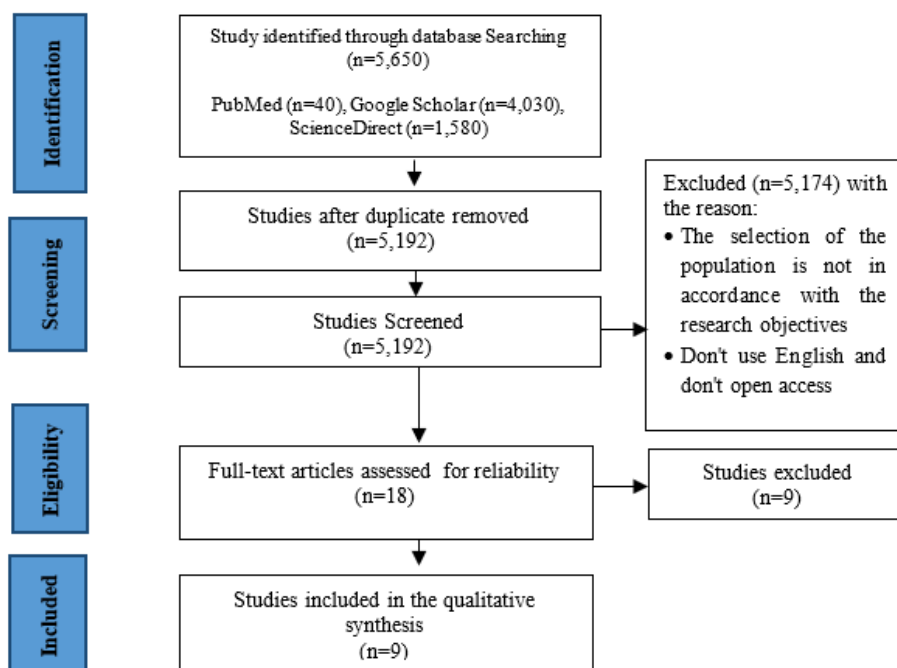 Identification
Study identified through database Searching
(n=5,650)
PubMed (n=40), Google Scholar (n=4,030),
ScienceDirect (n=1,580)
Screening
Studies after duplicate removed
(n=5,192)
Studies Screened
(n=5,192)
Excluded (n=5,174) with
the reason:
• The selection of the
population is not in
accordance with the
research objectives
• Don't use English and
don't open access
Eligibility
Full-text articles assessed for reliability
(n=18)
Studies excluded
(n=9)
Included
Studies included in the qualitative
synthesis
(n=9)